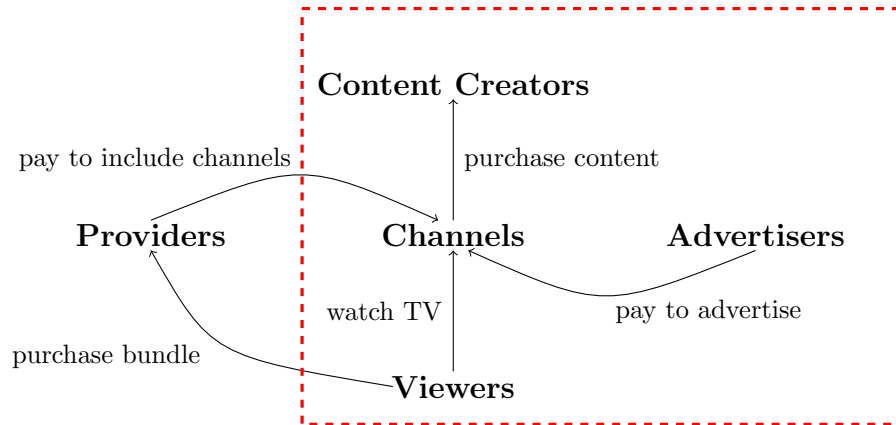 Content Creators
pay to include channels
purchase content
Providers
Channels
Advertisers
watch TV
pay to advertise
purchase bundle
Viewers